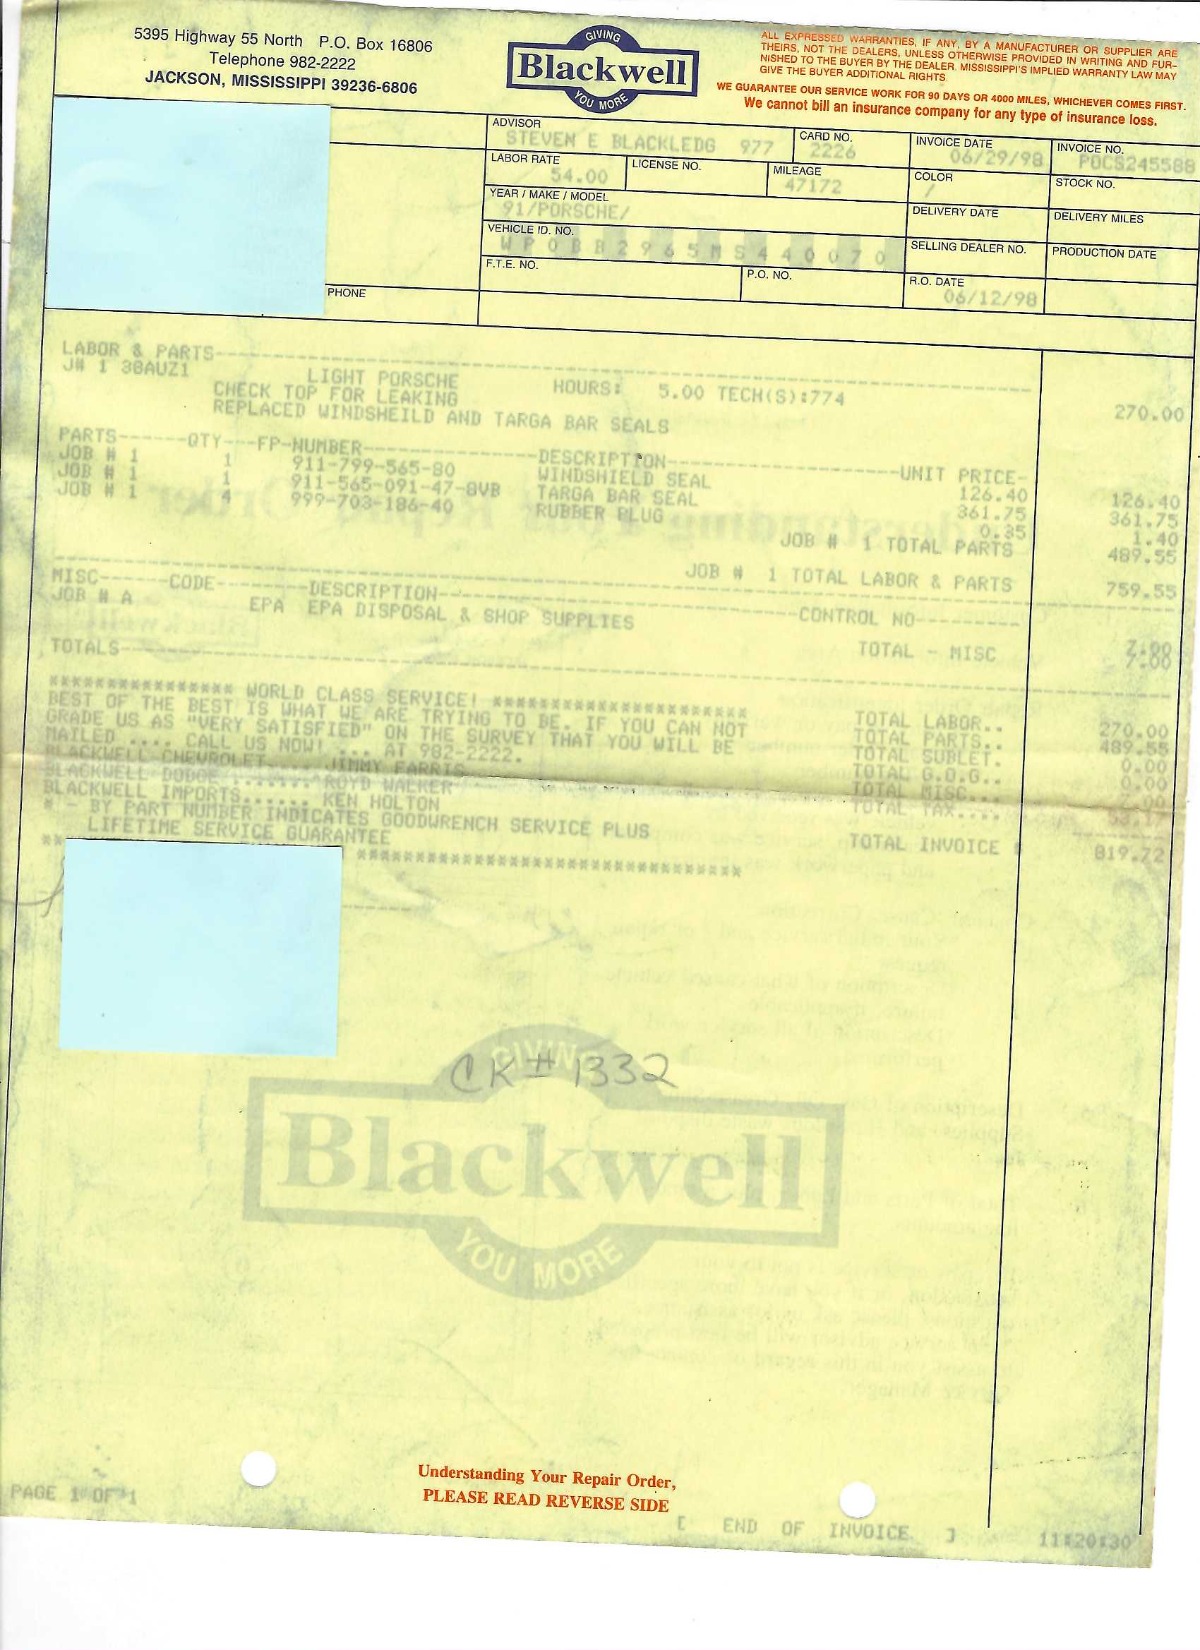 5395 Highway 55 North P.O. Box 16806
Telephone 982-2222
JACKSON, MISSISSIPPI 39236-6806
GIVING
Blackwell
YOU MORE
ALL EXPRESSED WARRANTIES, IF ANY, BY A MANUFACTURER OR SUPPLIER ARE
THEIRS, NOT THE DEALERS, UNLESS OTHERWISE PROVIDED IN WRITING AND FUR-
NISHED TO THE BUYER BY THE DEALER. MISSISSIPPI'S IMPLIED WARRANTY LAW MAY
GIVE THE BUYER ADDITIONAL RIGHTS.
WE GUARANTEE OUR SERVICE WORK FOR 90 DAYS OR 4000 MILES, WHICHEVER COMES FIRST.
We cannot bill an insurance company for any type of insurance loss.
ADVISOR CARD NO. INVOICE DATE INVOICE NO.
STEVEN E BLACKLEDG 977 2226 06/29/98 POCS245588
LABOR RATE LICENSE NO. MILEAGE COLOR STOCK NO.
54.00 47172 /
YEAR / MAKE / MODEL DELIVERY DATE DELIVERY MILES
91/PORSCHE/
VEHICLE ID. NO. SELLING DEALER NO. PRODUCTION DATE
W P 0 B B 2 9 6 5 M S 4 4 0 0 7 0
F.T.E. NO. P.O. NO. R.O. DATE
06/12/98
PHONE
LABOR & PARTS
J# 1 38AUZ1 LIGHT PORSCHE HOURS: 5.00 TECH(S):774 270.00
CHECK TOP FOR LEAKING
REPLACED WINDSHEILD AND TARGA BAR SEALS
PARTS------QTY---FP-NUMBER---------------DESCRIPTION--------------------UNIT PRICE-
JOB # 1 1 911-799-565-80 WINDSHIELD SEAL 126.40 126.40
JOB # 1 1 911-565-091-47-GVB TARGA BAR SEAL 361.75 361.75
JOB # 1 4 999-703-186-40 RUBBER PLUG 0.35 1.40
JOB # 1 TOTAL PARTS 489.55
JOB # 1 TOTAL LABOR & PARTS 759.55
MISC------CODE--------DESCRIPTION-----------------------------CONTROL NO---------
JOB # A EPA EPA DISPOSAL & SHOP SUPPLIES 7.00
TOTAL - MISC 7.00
TOTALS
**************** WORLD CLASS SERVICE! **********************
BEST OF THE BEST IS WHAT WE ARE TRYING TO BE. IF YOU CAN NOT
GRADE US AS "VERY SATISFIED" ON THE SURVEY THAT YOU WILL BE
MAILED .... CALL US NOW! ... AT 982-2222.
BLACKWELL CHEVROLET.... JIMMY FARRIS
BLACKWELL DODGE...... ROYD WALKER
BLACKWELL IMPORTS...... KEN HOLTON
* - BY PART NUMBER INDICATES GOODWRENCH SERVICE PLUS
LIFETIME SERVICE GUARANTEE
TOTAL LABOR.. 270.00
TOTAL PARTS.. 489.55
TOTAL SUBLET. 0.00
TOTAL G.O.G.. 0.00
TOTAL MISC... 7.00
TOTAL TAX.... 53.17
TOTAL INVOICE $ 819.72
CK# 1332
GIVING
Blackwell
YOU MORE
Understanding Your Repair Order,
PLEASE READ REVERSE SIDE
PAGE 1 OF 1
[ END OF INVOICE ] 11:20:30